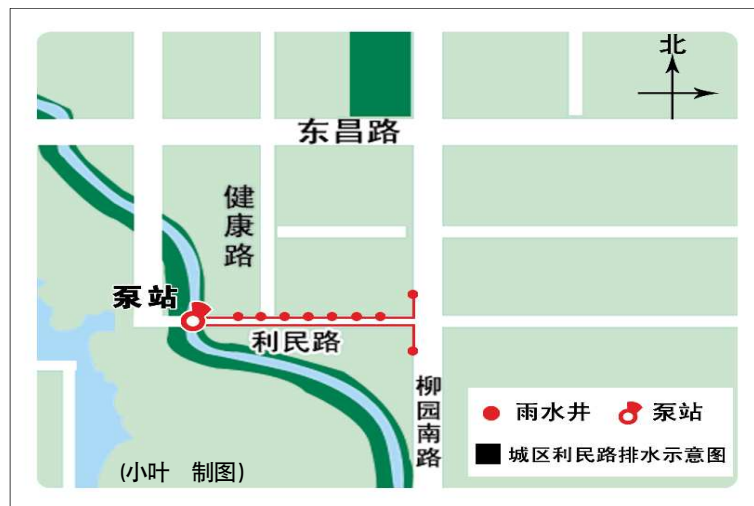 北
东昌路
健康路
泵站
利民路
柳园南路
雨水井 泵站
城区利民路排水示意图
(小叶 制图)